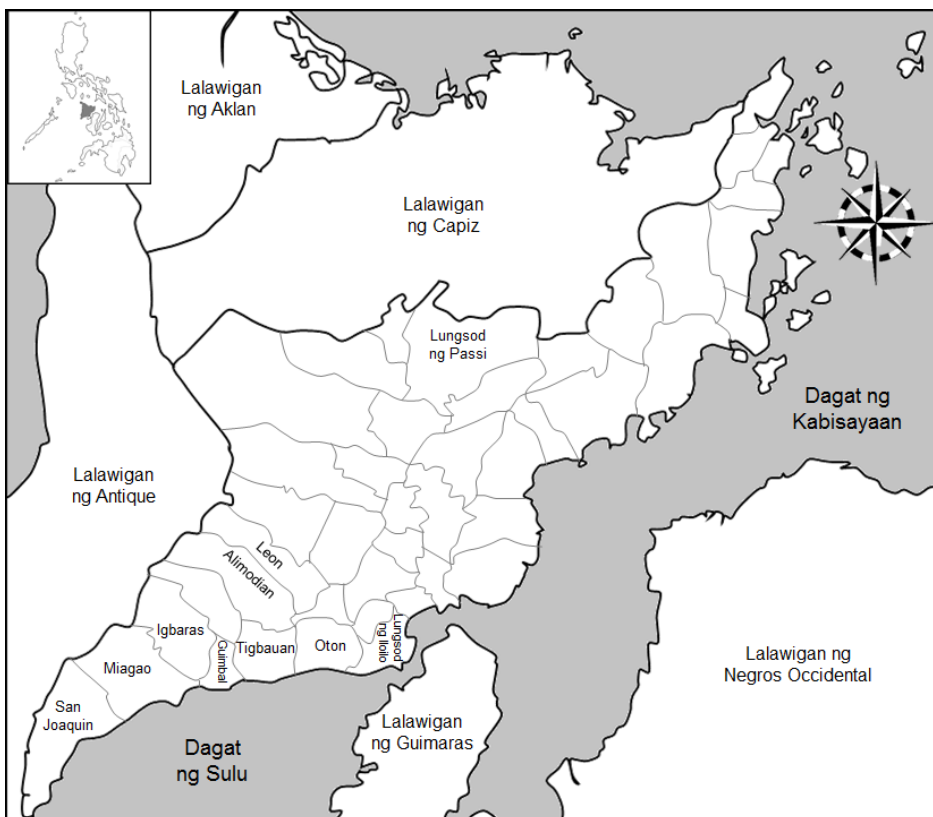 Lalawigan
ng Aklan
Lalawigan
ng Capiz
Lungsod
ng Passi
Dagat ng
Kabisayaan
Lalawigan
ng Antique
Leon
Alimodian
Igbaras
Guimbal
Tigbauan
Oton
Lungsod
ng Iloilo
Miagao
San
Joaquin
Lalawigan ng
Negros Occidental
Lalawigan
ng Guimaras
Dagat
ng Sulu